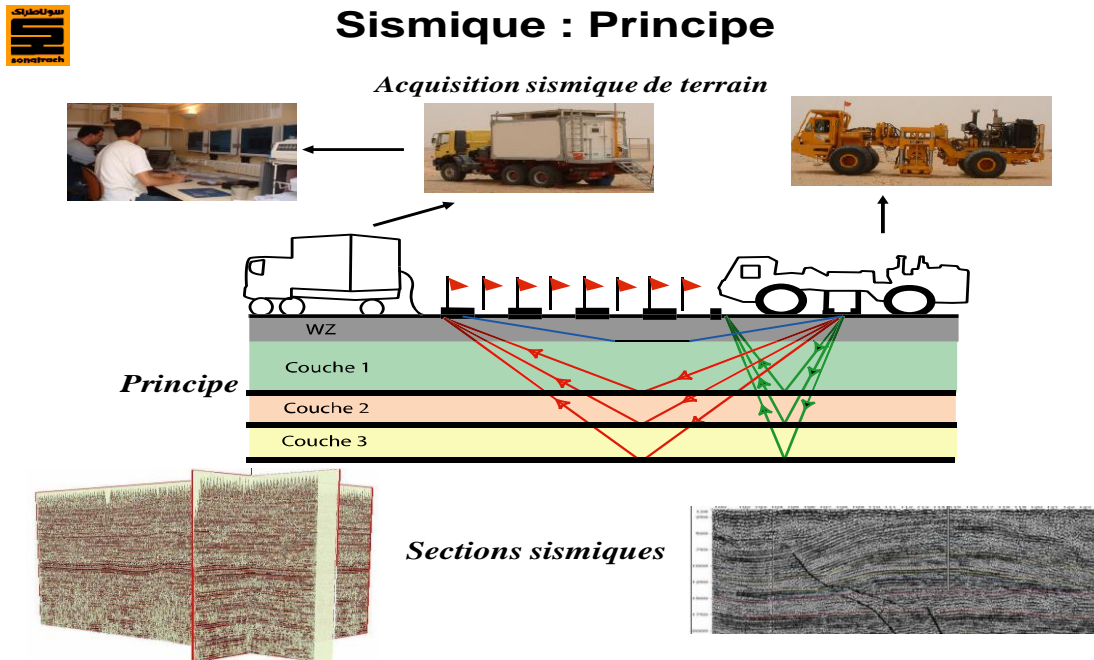 سوناطراك
sonatrach
Sismique : Principe
Acquisition sismique de terrain
WZ
Couche 1
Principe
Couche 2
Couche 3
Sections sismiques